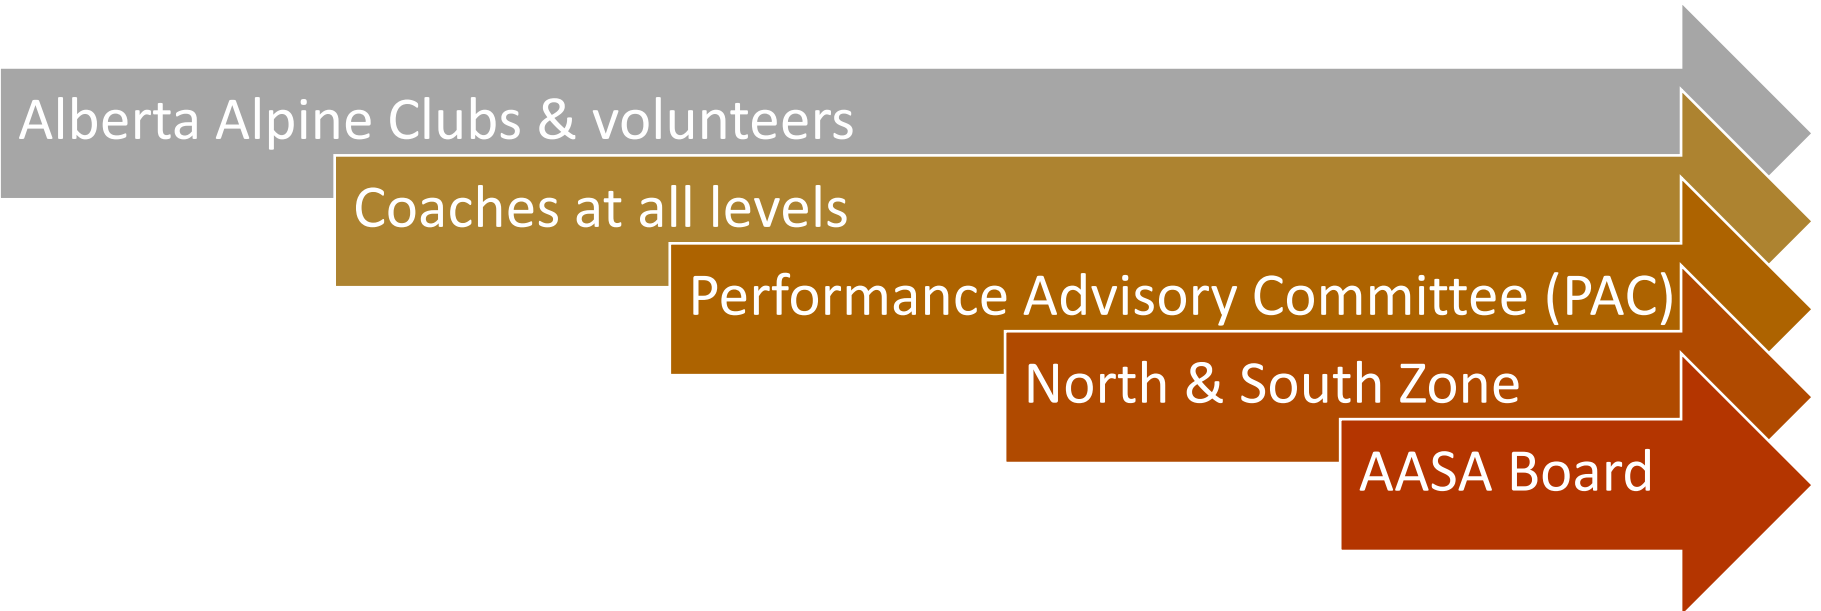 Alberta Alpine Clubs & volunteers
Coaches at all levels
Performance Advisory Committee (PAC)
North & South Zone
AASA Board